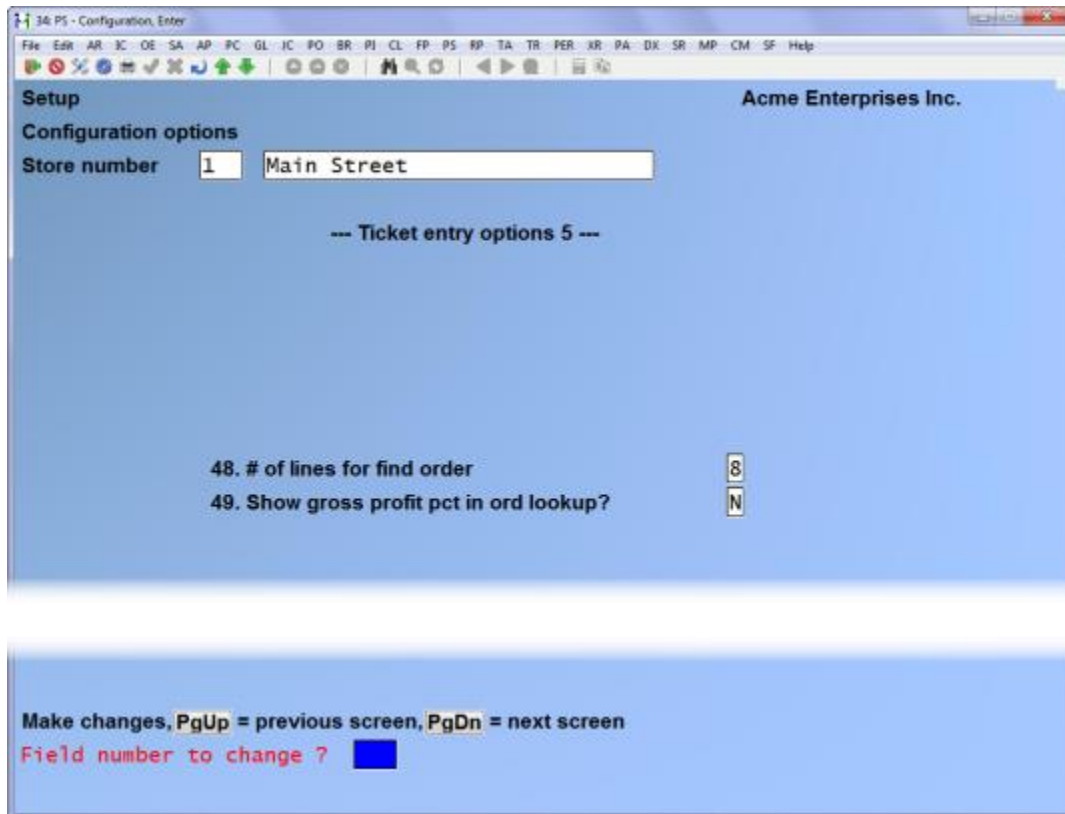 34: PS - Configuration, Enter
File Edit AR IC OE SA AP PC GL JC PO BR PI CL FP PS RP TA TR PER XR PA DX SR MP CM SF Help
Setup Acme Enterprises Inc.
Configuration options
Store number 1 Main Street
--- Ticket entry options 5 ---
48. # of lines for find order 8
49. Show gross profit pct in ord lookup? N
Make changes, PgUp = previous screen, PgDn = next screen
Field number to change ?